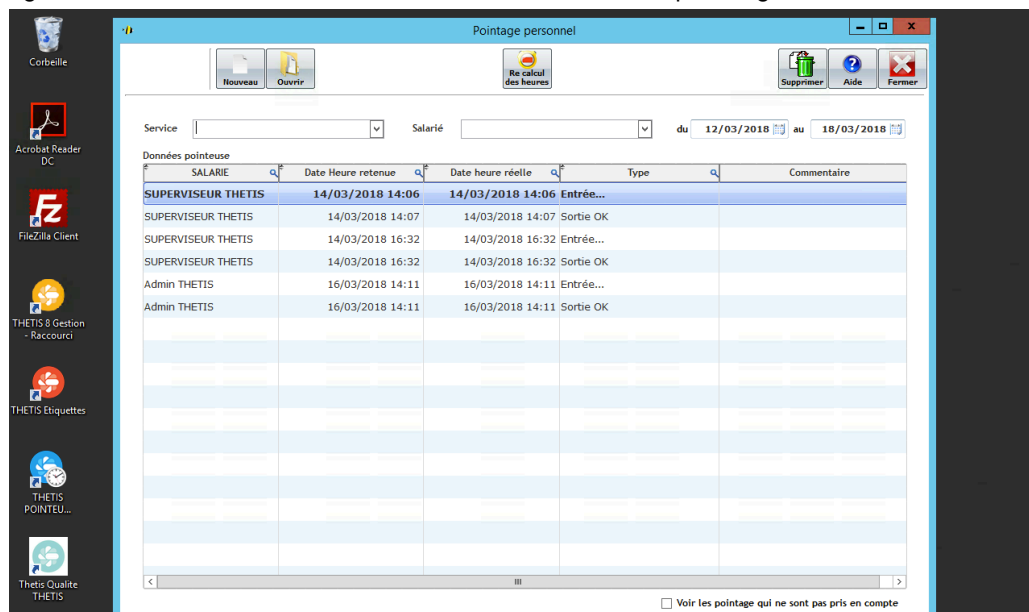 Corbeille
Acrobat Reader
DC
FileZilla Client
THETIS 8 Gestion
- Raccourci
THETIS Etiquettes
THETIS
POINTEU...
Thetis Qualite
THETIS
Pointage personnel
Nouveau Ouvrir Re calcul
des heures Supprimer Aide Fermer
Service Salarié du 12/03/2018 au 18/03/2018
Données pointeuse
SALARIE Date Heure retenue Date heure réelle Type Commentaire
SUPERVISEUR THETIS 14/03/2018 14:06 14/03/2018 14:06 Entrée...
SUPERVISEUR THETIS 14/03/2018 14:07 14/03/2018 14:07 Sortie OK
SUPERVISEUR THETIS 14/03/2018 16:32 14/03/2018 16:32 Entrée...
SUPERVISEUR THETIS 14/03/2018 16:32 14/03/2018 16:32 Sortie OK
Admin THETIS 16/03/2018 14:11 16/03/2018 14:11 Entrée...
Admin THETIS 16/03/2018 14:11 16/03/2018 14:11 Sortie OK
Voir les pointage qui ne sont pas pris en compte